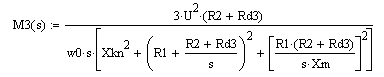 M3(s) := 3·U²·(R2 + Rd3) / w0·s·[Xkn² + (R1 + (R2 + Rd3)/s)² + [R1·(R2 + Rd3)/(s·Xm)]²]